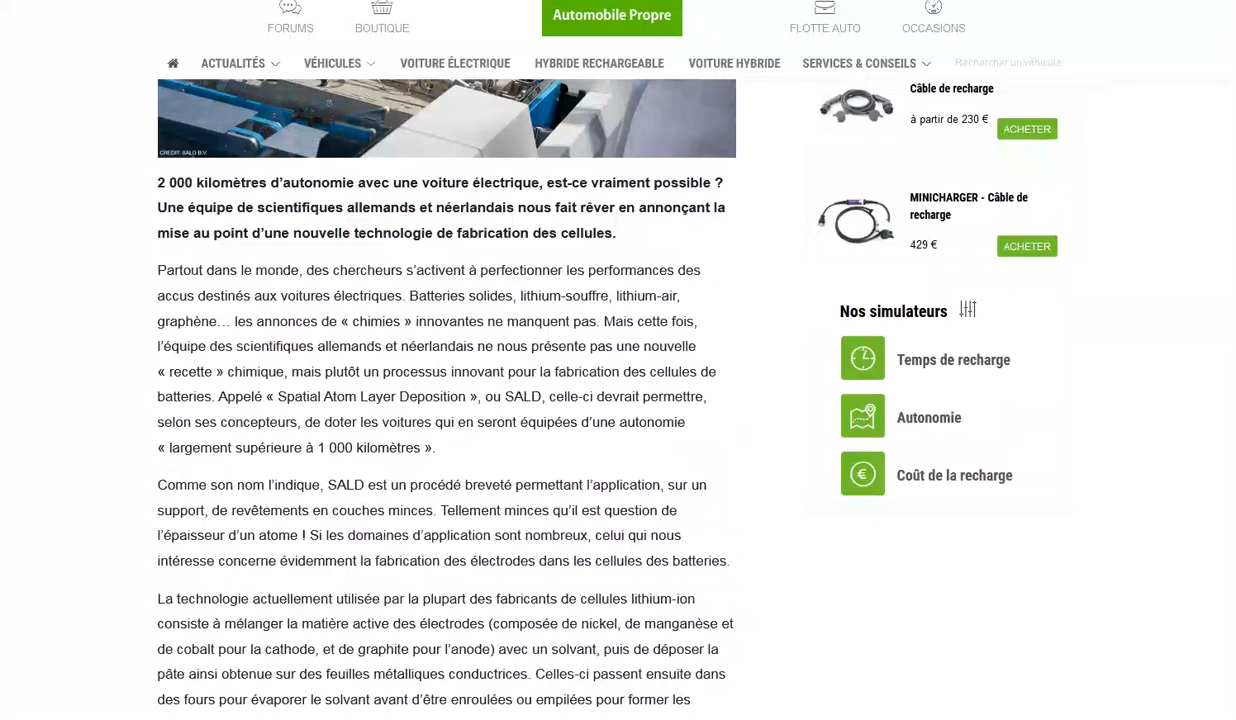 FORUMS
BOUTIQUE
Automobile Propre
FLOTTE AUTO
OCCASIONS
ACTUALITÉS
VÉHICULES
VOITURE ÉLECTRIQUE
HYBRIDE RECHARGEABLE
VOITURE HYBRIDE
SERVICES & CONSEILS
Rechercher un véhicule
CREDIT: SALD B.V.
2 000 kilomètres d’autonomie avec une voiture électrique, est-ce vraiment possible ?
Une équipe de scientifiques allemands et néerlandais nous fait rêver en annonçant la
mise au point d’une nouvelle technologie de fabrication des cellules.
Partout dans le monde, des chercheurs s’activent à perfectionner les performances des
accus destinés aux voitures électriques. Batteries solides, lithium-souffre, lithium-air,
graphène… les annonces de « chimies » innovantes ne manquent pas. Mais cette fois,
l’équipe des scientifiques allemands et néerlandais ne nous présente pas une nouvelle
« recette » chimique, mais plutôt un processus innovant pour la fabrication des cellules de
batteries. Appelé « Spatial Atom Layer Deposition », ou SALD, celle-ci devrait permettre,
selon ses concepteurs, de doter les voitures qui en seront équipées d’une autonomie
« largement supérieure à 1 000 kilomètres ».
Comme son nom l’indique, SALD est un procédé breveté permettant l’application, sur un
support, de revêtements en couches minces. Tellement minces qu’il est question de
l’épaisseur d’un atome ! Si les domaines d’application sont nombreux, celui qui nous
intéresse concerne évidemment la fabrication des électrodes dans les cellules des batteries.
La technologie actuellement utilisée par la plupart des fabricants de cellules lithium-ion
consiste à mélanger la matière active des électrodes (composée de nickel, de manganèse et
de cobalt pour la cathode, et de graphite pour l’anode) avec un solvant, puis de déposer la
pâte ainsi obtenue sur des feuilles métalliques conductrices. Celles-ci passent ensuite dans
des fours pour évaporer le solvant avant d’être enroulées ou empilées pour former les
Câble de recharge
à partir de 230 €
ACHETER
MINICHARGER - Câble de
recharge
429 €
ACHETER
Nos simulateurs
Temps de recharge
Autonomie
Coût de la recharge